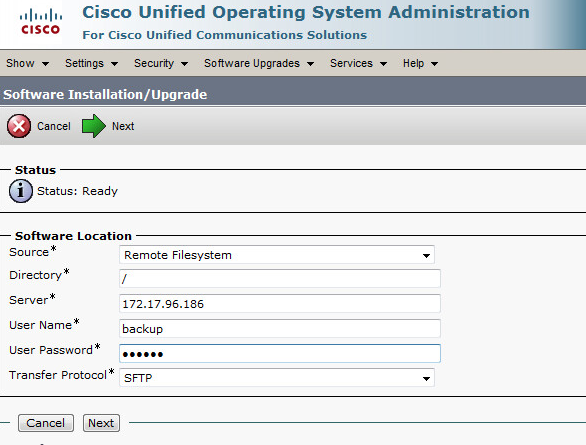 CISCO
Cisco Unified Operating System Administration
For Cisco Unified Communications Solutions
Show Settings Security Software Upgrades Services Help
Software Installation/Upgrade
Cancel Next
Status
Status: Ready
Software Location
Source* Remote Filesystem
Directory* /
Server* 172.17.96.186
User Name* backup
User Password* ••••••
Transfer Protocol* SFTP
Cancel Next